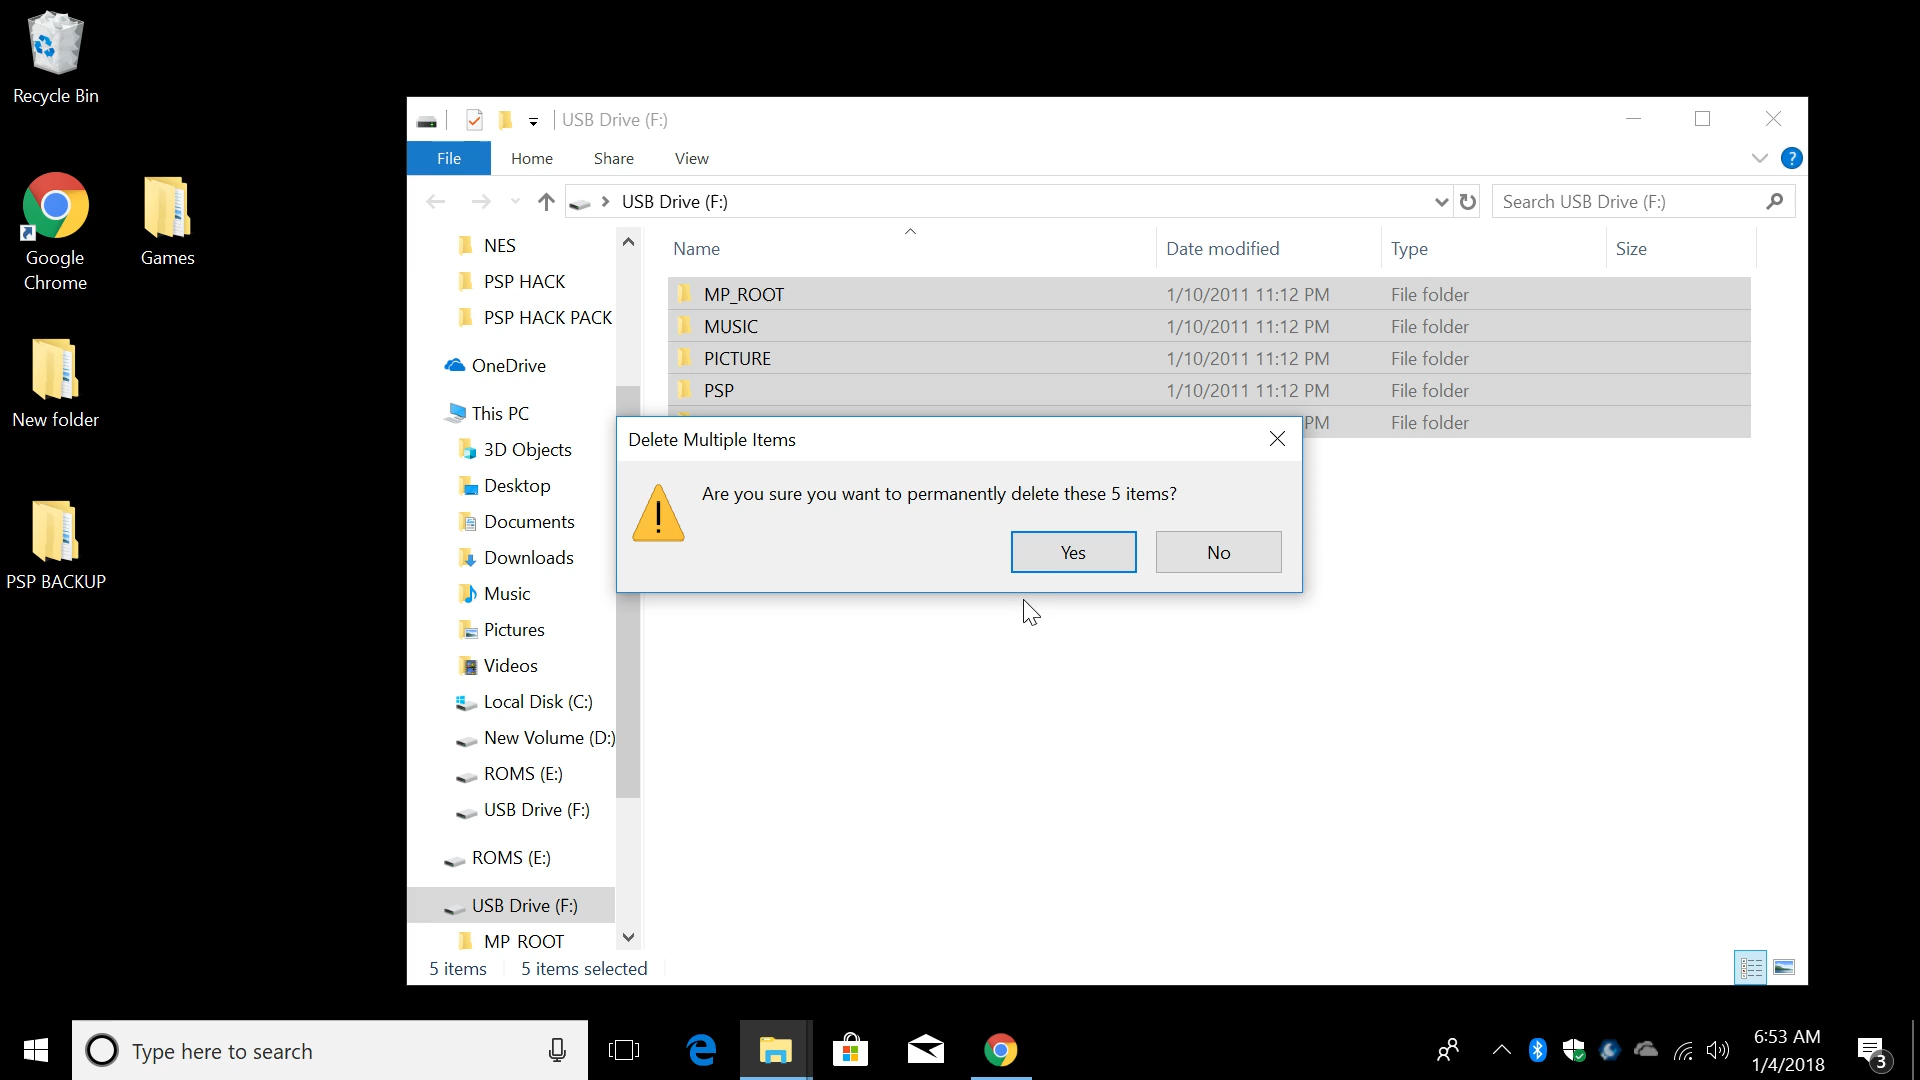 Recycle Bin
Google
Chrome
Games
New folder
PSP BACKUP
USB Drive (F:)
File Home Share View
?
USB Drive (F:)
Search USB Drive (F:)
NES
PSP HACK
PSP HACK PACK
OneDrive
This PC
3D Objects
Desktop
Documents
Downloads
Music
Pictures
Videos
Local Disk (C:)
New Volume (D:)
ROMS (E:)
USB Drive (F:)
ROMS (E:)
USB Drive (F:)
MP_ROOT
Name Date modified Type Size
MP_ROOT 1/10/2011 11:12 PM File folder
MUSIC 1/10/2011 11:12 PM File folder
PICTURE 1/10/2011 11:12 PM File folder
PSP 1/10/2011 11:12 PM File folder
PM File folder
Delete Multiple Items
Are you sure you want to permanently delete these 5 items?
Yes No
5 items 5 items selected
Type here to search
6:53 AM
1/4/2018
3